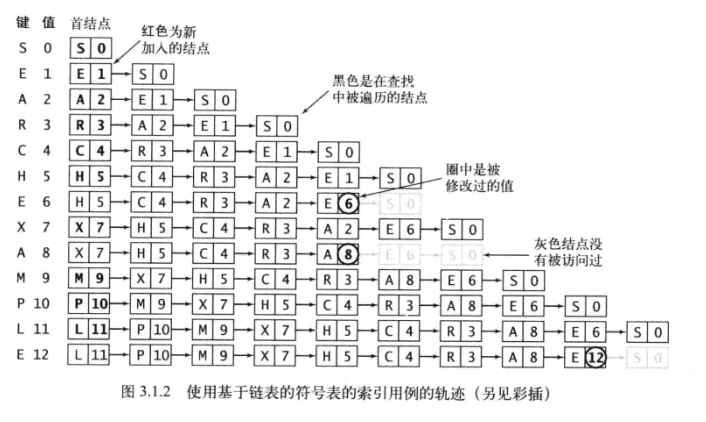 键 值 首结点
红色为新
加入的结点
S 0 S 0
E 1 E 1 S 0
黑色是在查找
中被遍历的结点
A 2 A 2 E 1 S 0
R 3 R 3 A 2 E 1 S 0
C 4 C 4 R 3 A 2 E 1 S 0
H 5 H 5 C 4 R 3 A 2 E 1 S 0
圈中是被
修改过的值
E 6 H 5 C 4 R 3 A 2 E 6 S 0
X 7 X 7 H 5 C 4 R 3 A 2 E 6 S 0
灰色结点没
有被访问过
A 8 X 7 H 5 C 4 R 3 A 8 E 6 S 0
M 9 M 9 X 7 H 5 C 4 R 3 A 8 E 6 S 0
P 10 P 10 M 9 X 7 H 5 C 4 R 3 A 8 E 6 S 0
L 11 L 11 P 10 M 9 X 7 H 5 C 4 R 3 A 8 E 6 S 0
E 12 L 11 P 10 M 9 X 7 H 5 C 4 R 3 A 8 E 12 S 0
图 3.1.2 使用基于链表的符号表的索引用例的轨迹（另见彩插）